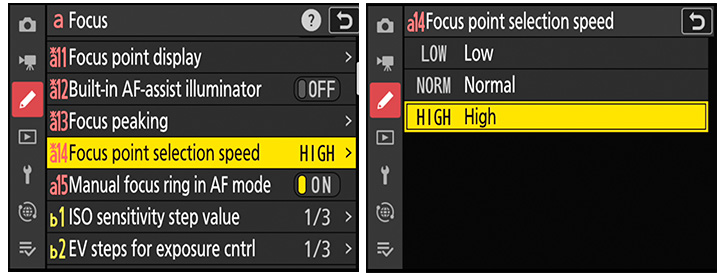 a Focus ?
a11 Focus point display >
a12 Built-in AF-assist illuminator OFF
a13 Focus peaking >
a14 Focus point selection speed HIGH >
a15 Manual focus ring in AF mode ON
b1 ISO sensitivity step value 1/3 >
b2 EV steps for exposure cntrl 1/3 >
a14 Focus point selection speed
LOW Low
NORM Normal
HIGH High